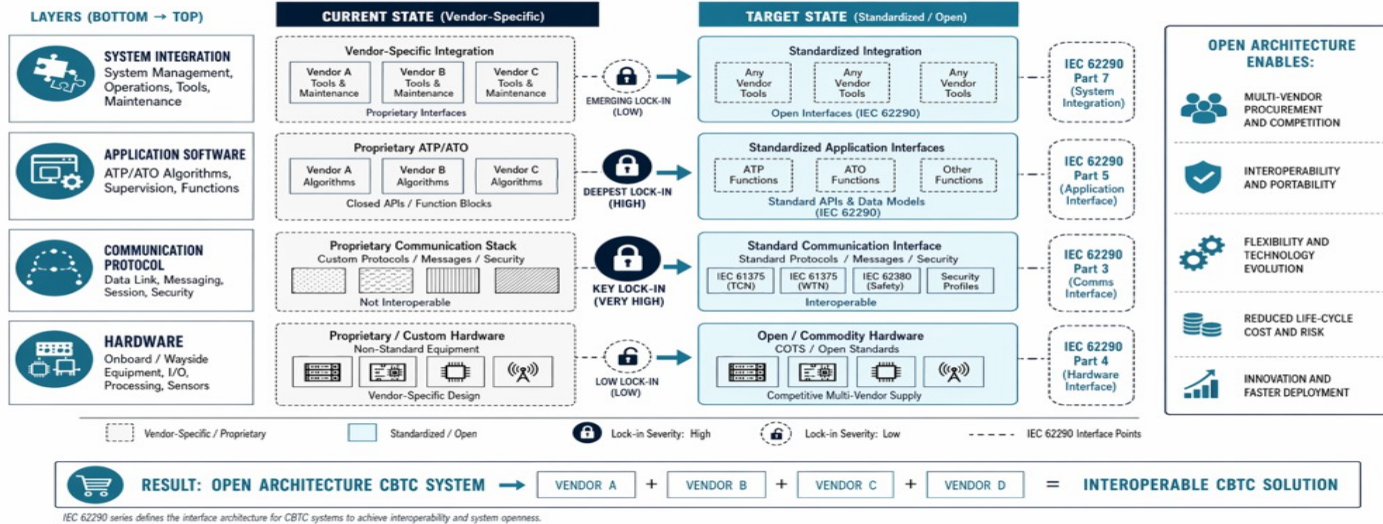 LAYERS (BOTTOM → TOP)
CURRENT STATE (Vendor-Specific)
TARGET STATE (Standardized / Open)
SYSTEM INTEGRATION
System Management,
Operations, Tools,
Maintenance
Vendor-Specific Integration
Vendor A
Tools &
Maintenance
Vendor B
Tools &
Maintenance
Vendor C
Tools &
Maintenance
Proprietary Interfaces
EMERGING LOCK-IN
(LOW)
Standardized Integration
Any
Vendor
Tools
Any
Vendor
Tools
Any
Vendor
Tools
Open Interfaces (IEC 62290)
IEC 62290
Part 7
(System
Integration)
APPLICATION SOFTWARE
ATP/ATO Algorithms,
Supervision, Functions
Proprietary ATP/ATO
Vendor A
Algorithms
Vendor B
Algorithms
Vendor C
Algorithms
Closed APIs / Function Blocks
DEEPEST LOCK-IN
(HIGH)
Standardized Application Interfaces
ATP
Functions
ATO
Functions
Other
Functions
Standard APIs & Data Models
(IEC 62290)
IEC 62290
Part 5
(Application
Interface)
COMMUNICATION
PROTOCOL
Data Link, Messaging,
Session, Security
Proprietary Communication Stack
Custom Protocols / Messages / Security
Not Interoperable
KEY LOCK-IN
(VERY HIGH)
Standard Communication Interface
Standard Protocols / Messages / Security
IEC 61375
(TCN)
IEC 61375
(WTN)
IEC 62380
(Safety)
Security
Profiles
Interoperable
IEC 62290
Part 3
(Comms
Interface)
HARDWARE
Onboard / Wayside
Equipment, I/O,
Processing, Sensors
Proprietary / Custom Hardware
Non-Standard Equipment
Vendor-Specific Design
LOW LOCK-IN
(LOW)
Open / Commodity Hardware
COTS / Open Standards
Competitive Multi-Vendor Supply
IEC 62290
Part 4
(Hardware
Interface)
OPEN ARCHITECTURE
ENABLES:
MULTI-VENDOR
PROCUREMENT
AND COMPETITION
INTEROPERABILITY
AND PORTABILITY
FLEXIBILITY AND
TECHNOLOGY
EVOLUTION
REDUCED LIFE-CYCLE
COST AND RISK
INNOVATION AND
FASTER DEPLOYMENT
Vendor-Specific / Proprietary
Standardized / Open
Lock-in Severity: High
Lock-in Severity: Low
IEC 62290 Interface Points
RESULT: OPEN ARCHITECTURE CBTC SYSTEM → VENDOR A + VENDOR B + VENDOR C + VENDOR D = INTEROPERABLE CBTC SOLUTION
IEC 62290 series defines the interface architecture for CBTC systems to achieve interoperability and system openness.